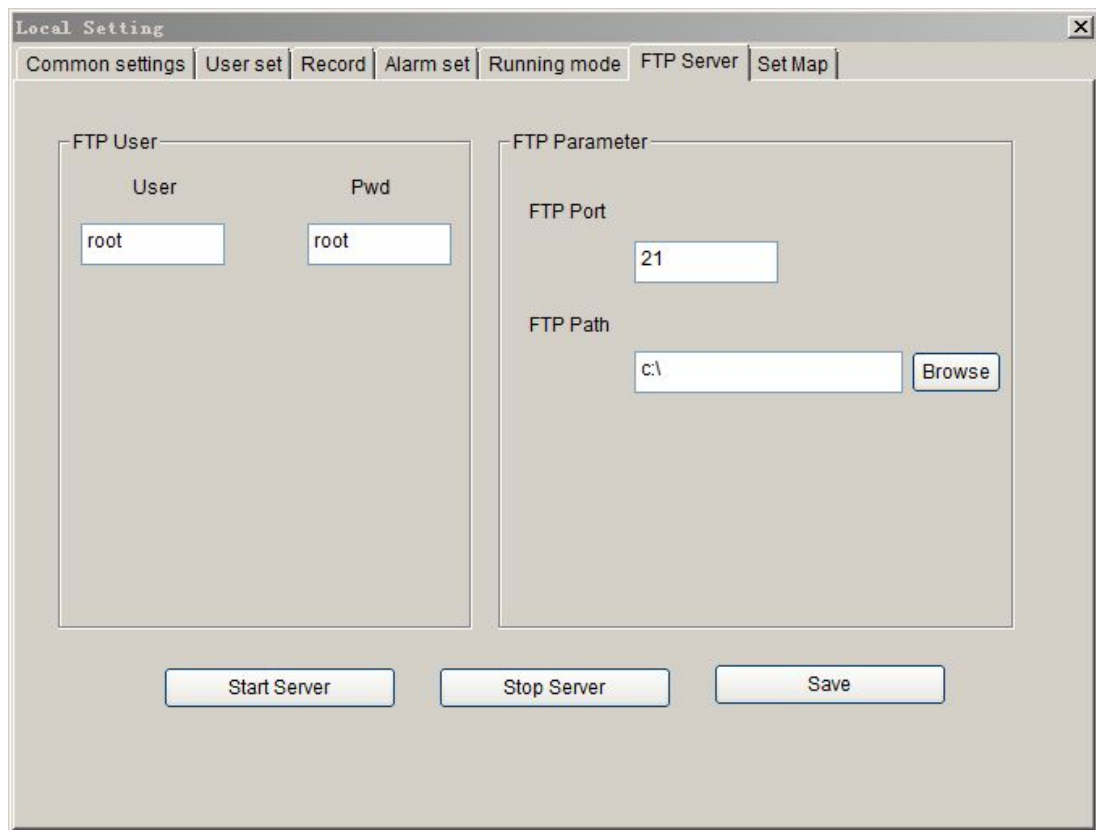 Local Setting
Common settings User set Record Alarm set Running mode FTP Server Set Map
FTP User
User Pwd
root root
FTP Parameter
FTP Port
21
FTP Path
c:\ Browse
Start Server Stop Server Save